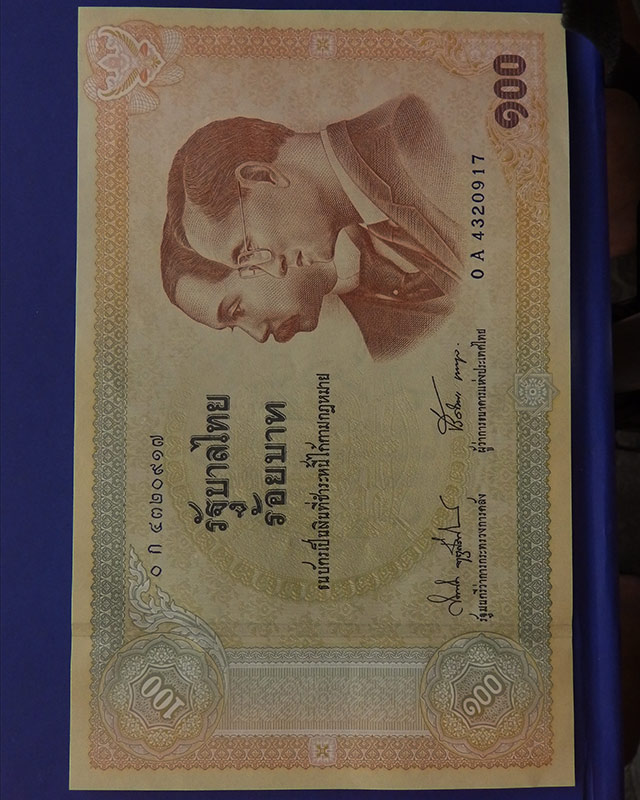 ๐ ก ๔๓๒๐๙๑๗
รัฐบาลไทย
ร้อยบาท
ธนบัตรเป็นเงินที่ชำระหนี้ได้ตามกฎหมาย
รัฐมนตรีว่าการกระทรวงการคลัง
ผู้ว่าการธนาคารแห่งประเทศไทย
0 A 4320917
๑๐๐
100
๑๐๐